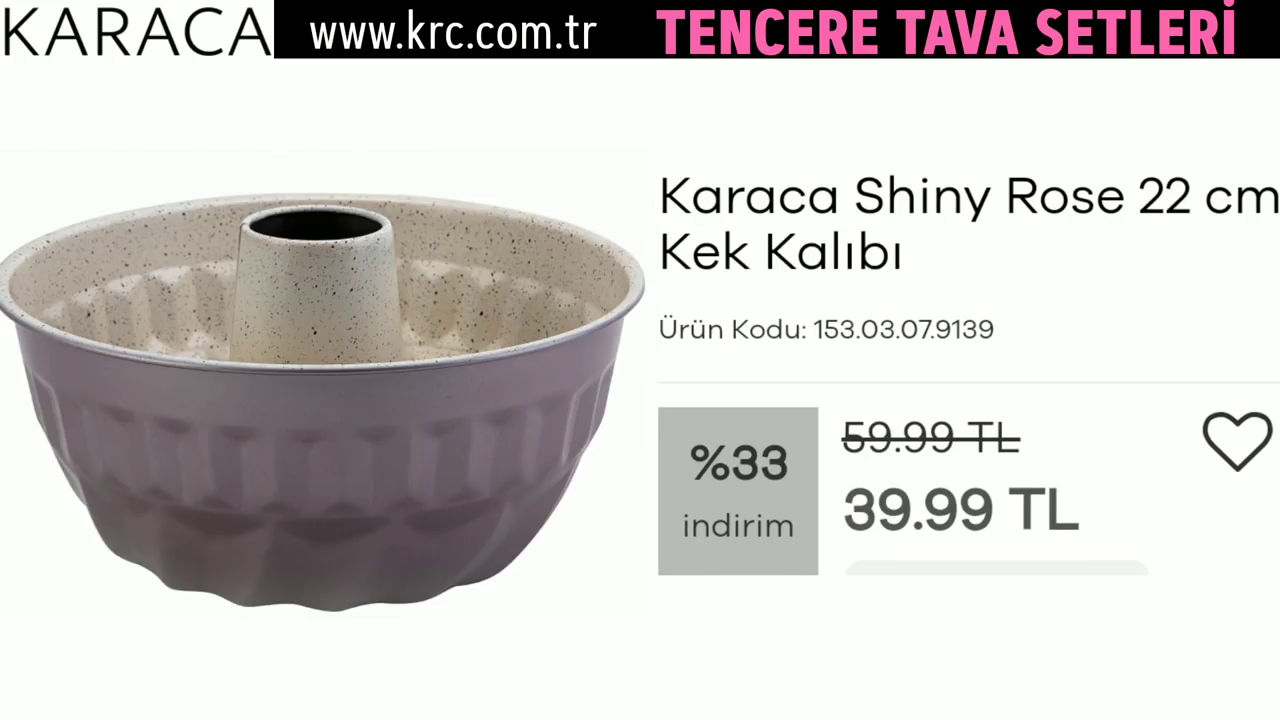 KARACA
www.krc.com.tr
TENCERE TAVA SETLERİ
Karaca Shiny Rose 22 cm
Kek Kalıbı
Ürün Kodu: 153.03.07.9139
%33
indirim
59.99 TL
39.99 TL